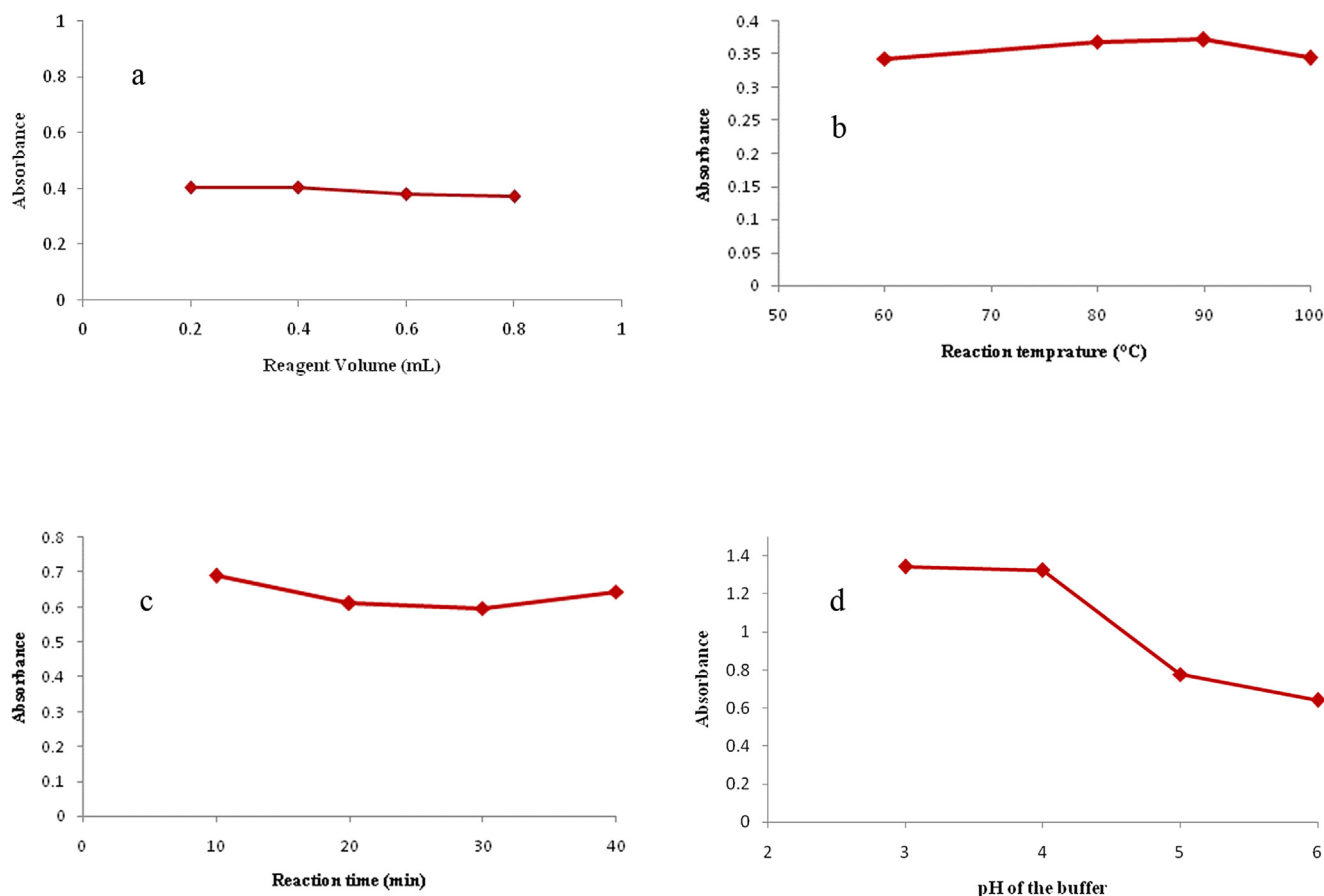 1
0.8
0.6
0.4
0.2
0
0 0.2 0.4 0.6 0.8 1
Absorbance
Reagent Volume (mL)
a
0.4
0.35
0.3
0.25
0.2
0.15
0.1
0.05
0
50 60 70 80 90 100
Absorbance
Reaction temprature (°C)
b
0.8
0.7
0.6
0.5
0.4
0.3
0.2
0.1
0
0 10 20 30 40
Absorbance
Reaction time (min)
c
1.4
1.2
1
0.8
0.6
0.4
0.2
0
2 3 4 5 6
Absorbance
pH of the buffer
d